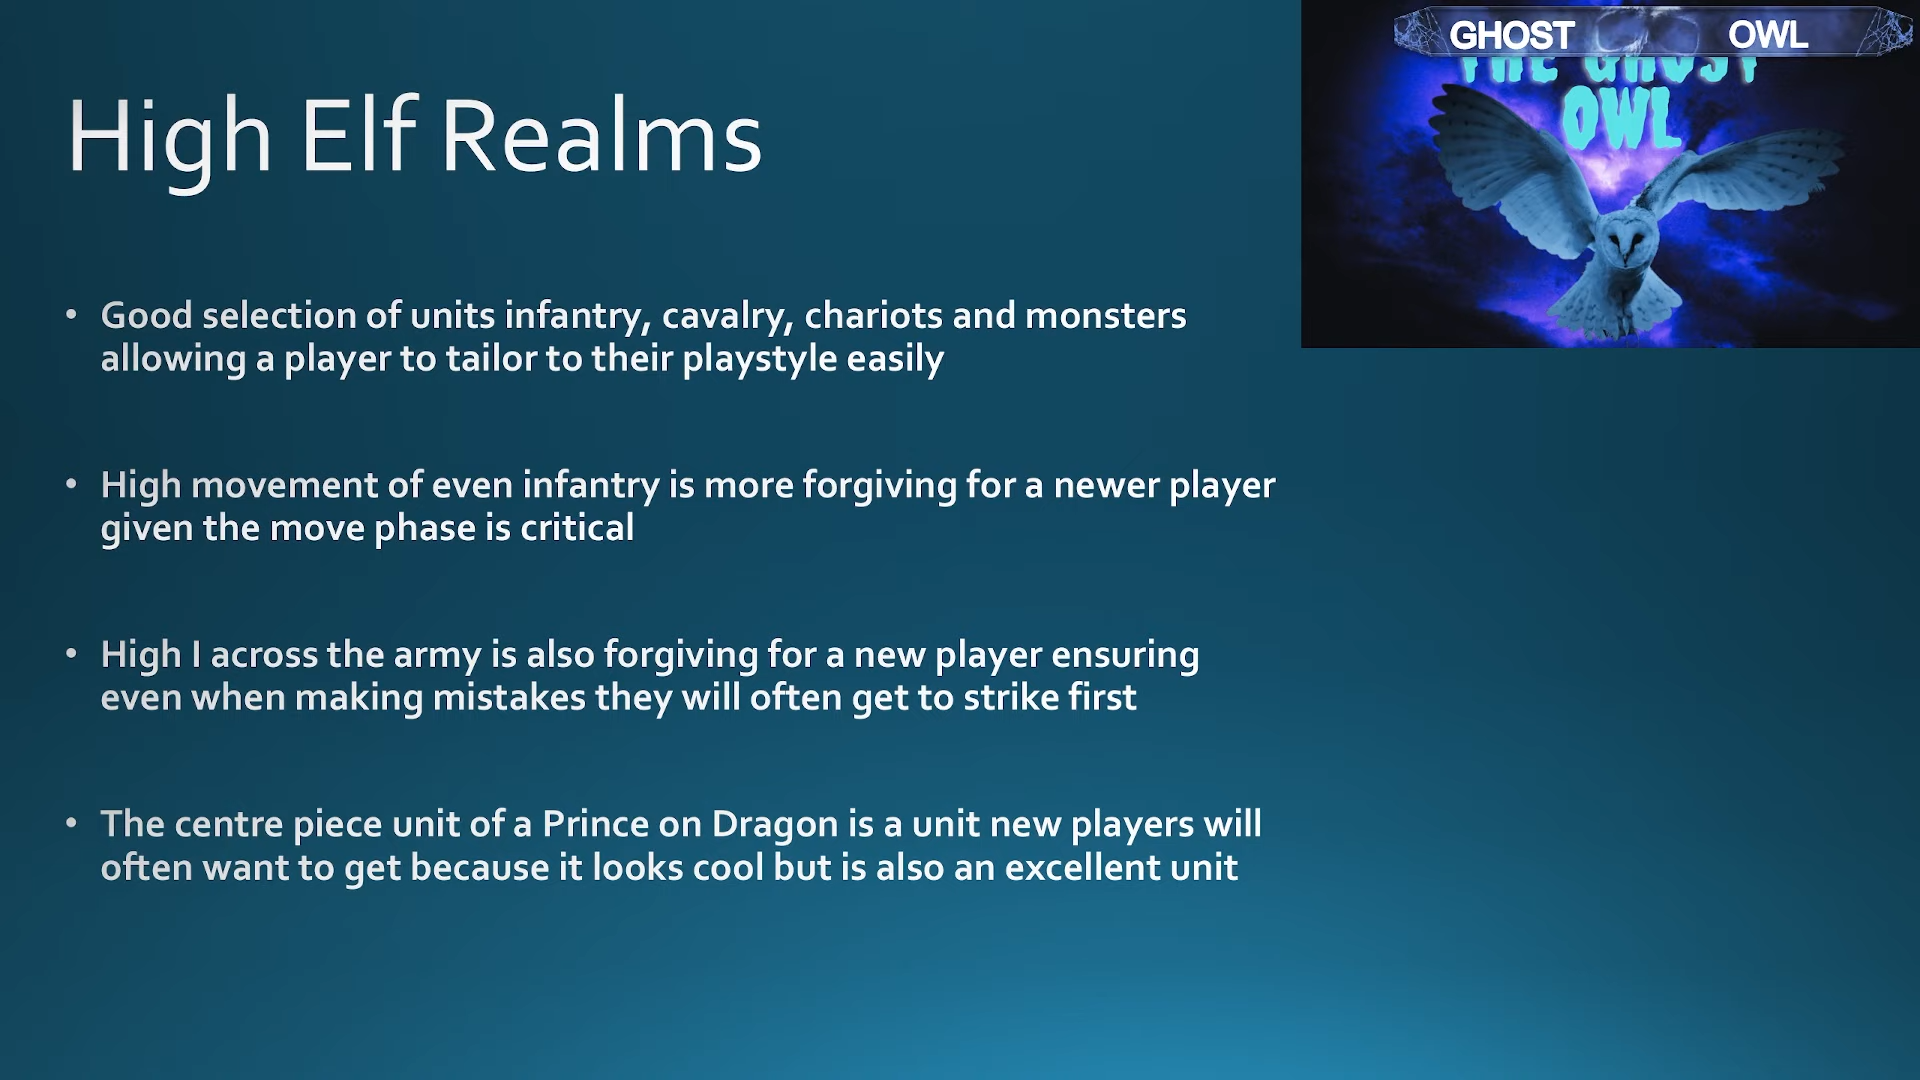 GHOST OWL
THE GHOST
OWL
High Elf Realms
• Good selection of units infantry, cavalry, chariots and monsters
allowing a player to tailor to their playstyle easily
• High movement of even infantry is more forgiving for a newer player
given the move phase is critical
• High I across the army is also forgiving for a new player ensuring
even when making mistakes they will often get to strike first
• The centre piece unit of a Prince on Dragon is a unit new players will
often want to get because it looks cool but is also an excellent unit